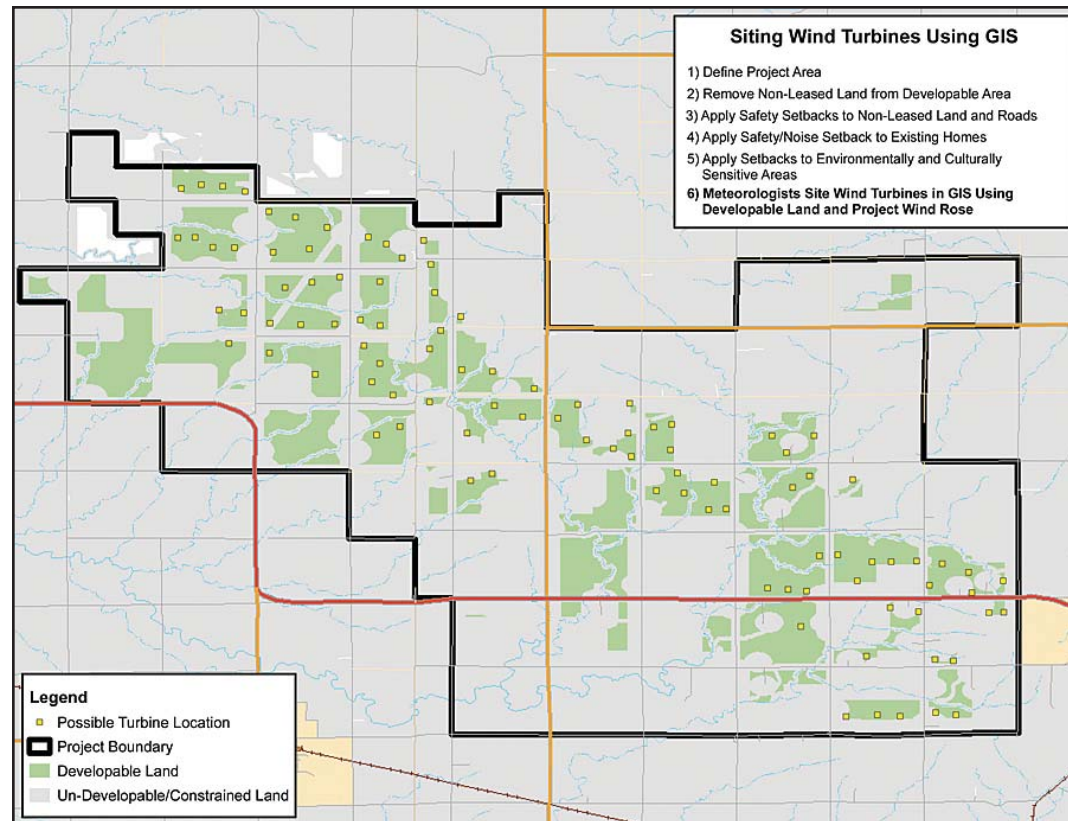 Siting Wind Turbines Using GIS
1) Define Project Area
2) Remove Non-Leased Land from Developable Area
3) Apply Safety Setbacks to Non-Leased Land and Roads
4) Apply Safety/Noise Setback to Existing Homes
5) Apply Setbacks to Environmentally and Culturally
Sensitive Areas
6) Meteorologists Site Wind Turbines in GIS Using
Developable Land and Project Wind Rose
Legend
Possible Turbine Location
Project Boundary
Developable Land
Un-Developable/Constrained Land